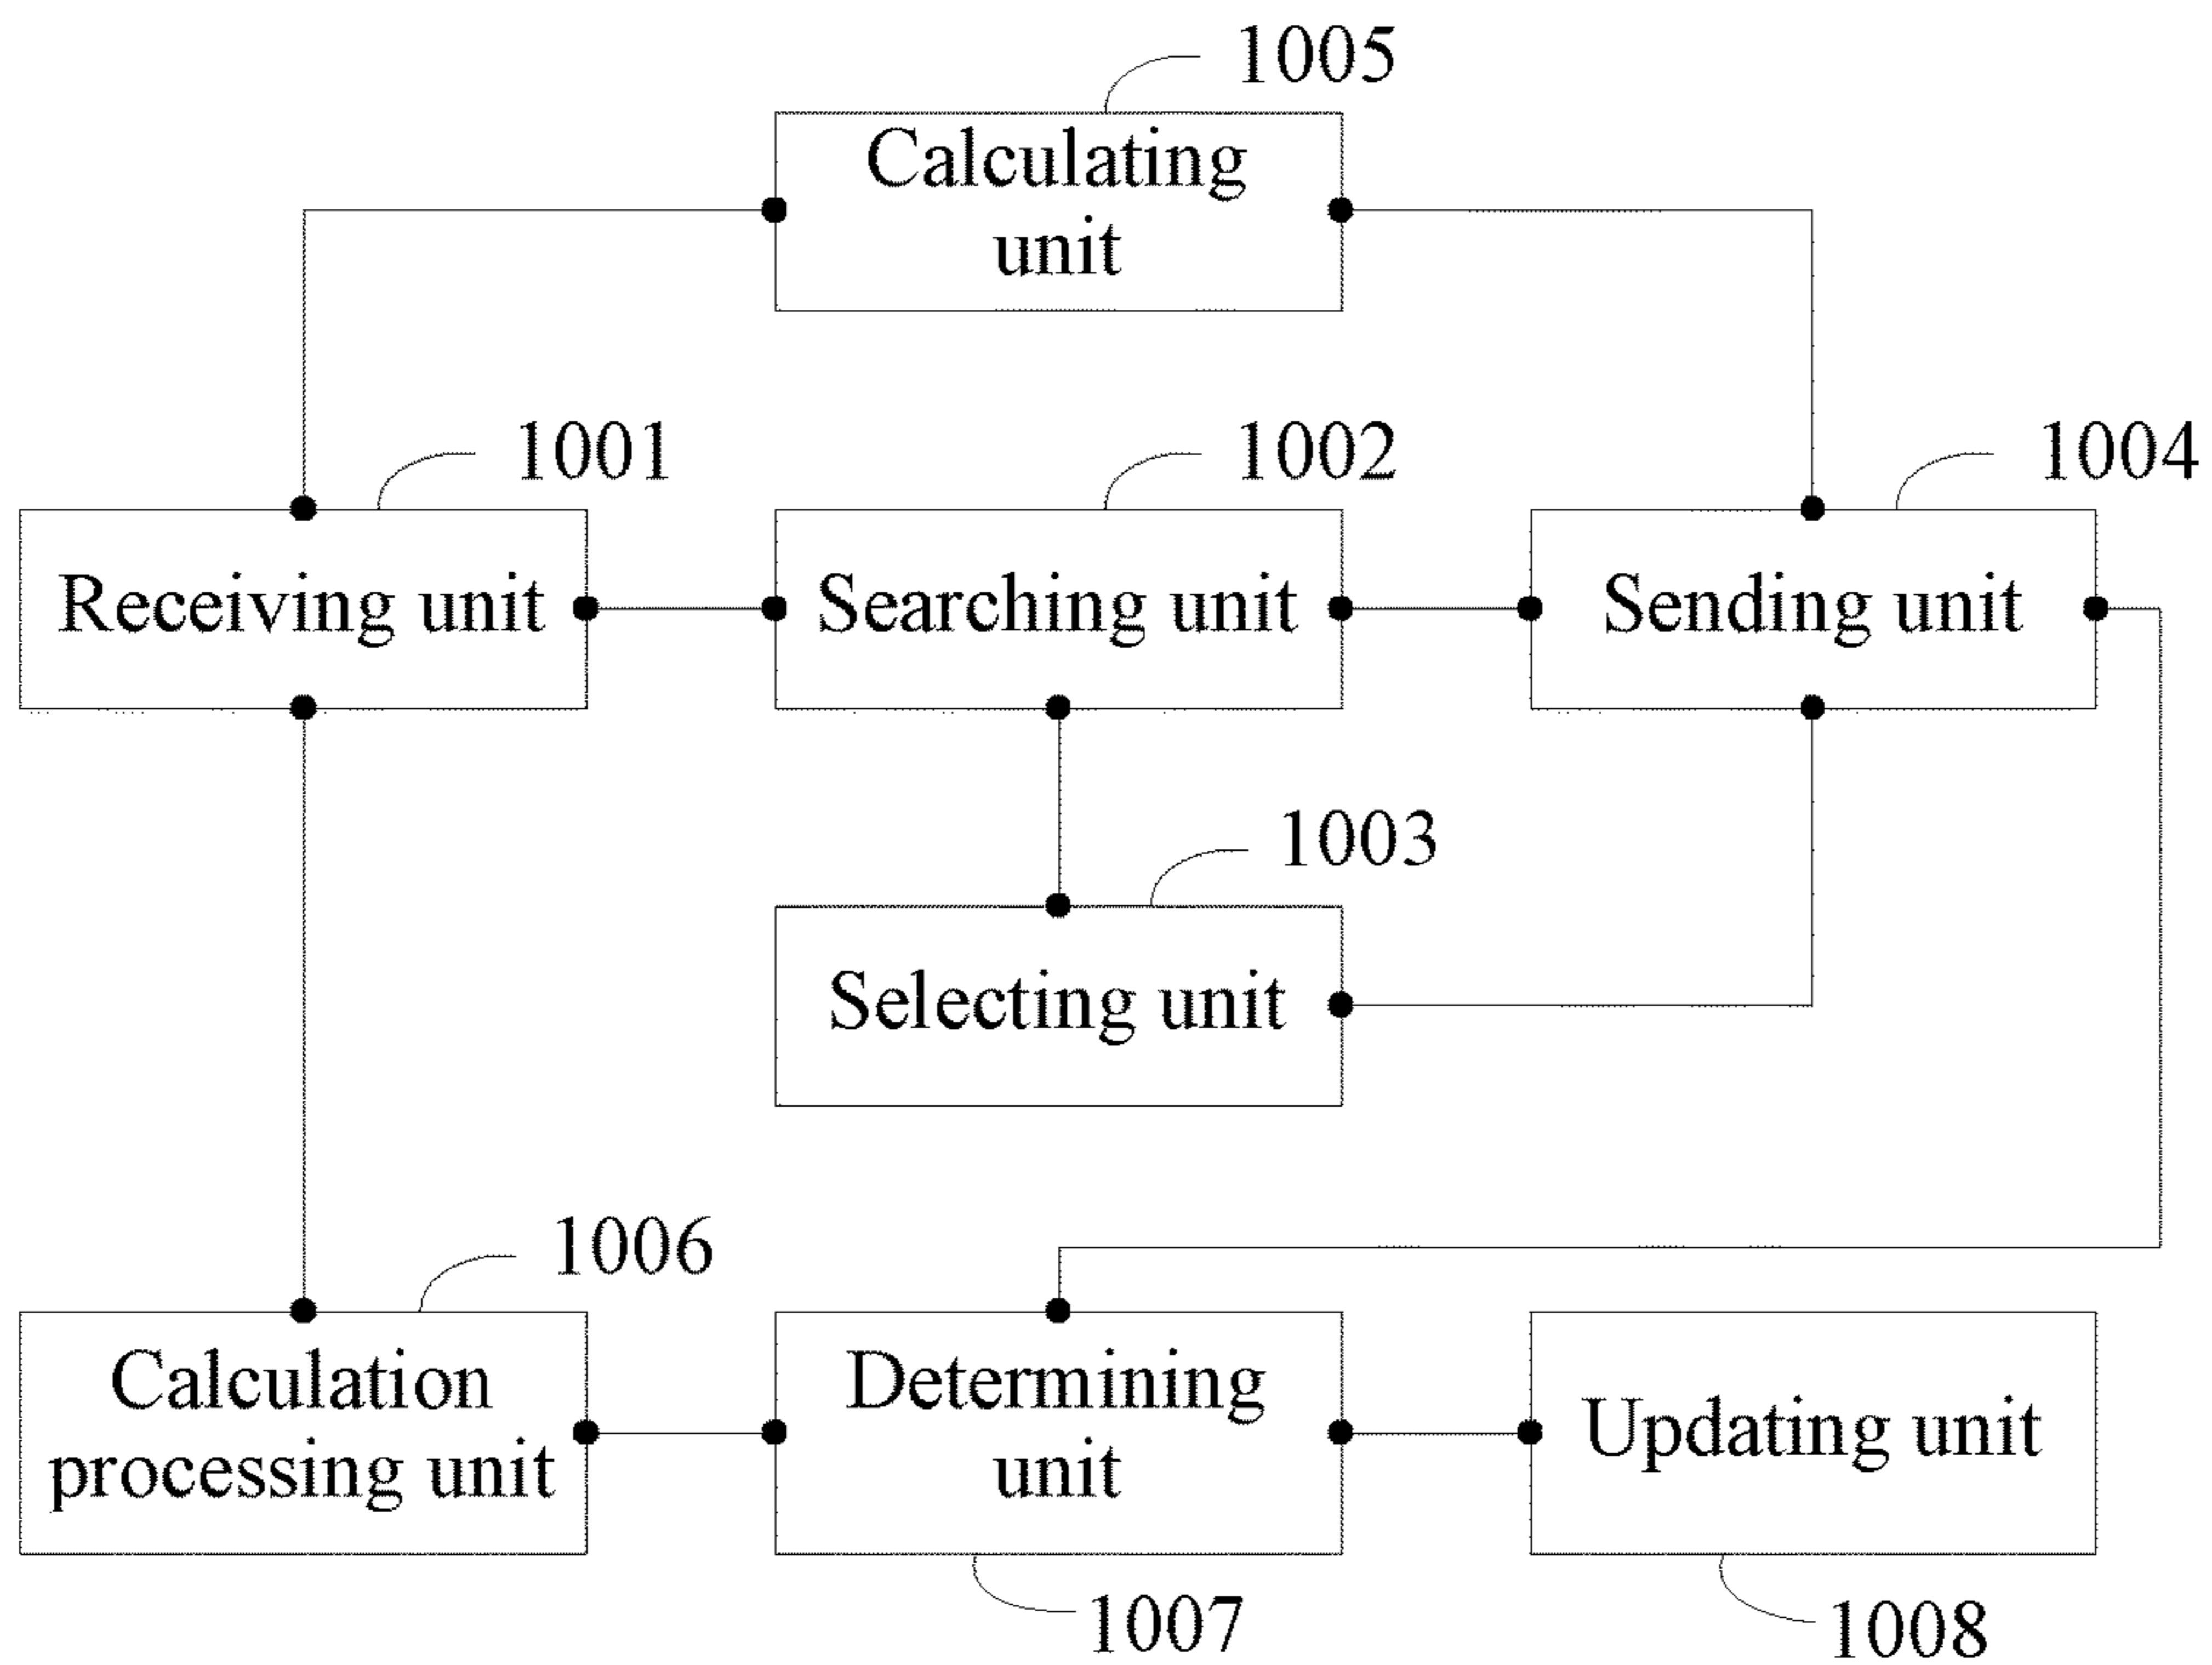 1005
Calculating
unit
1001
1002
1004
Receiving unit
Searching unit
Sending unit
1003
Selecting unit
1006
Calculation
processing unit
Determining
unit
Updating unit
1007
1008